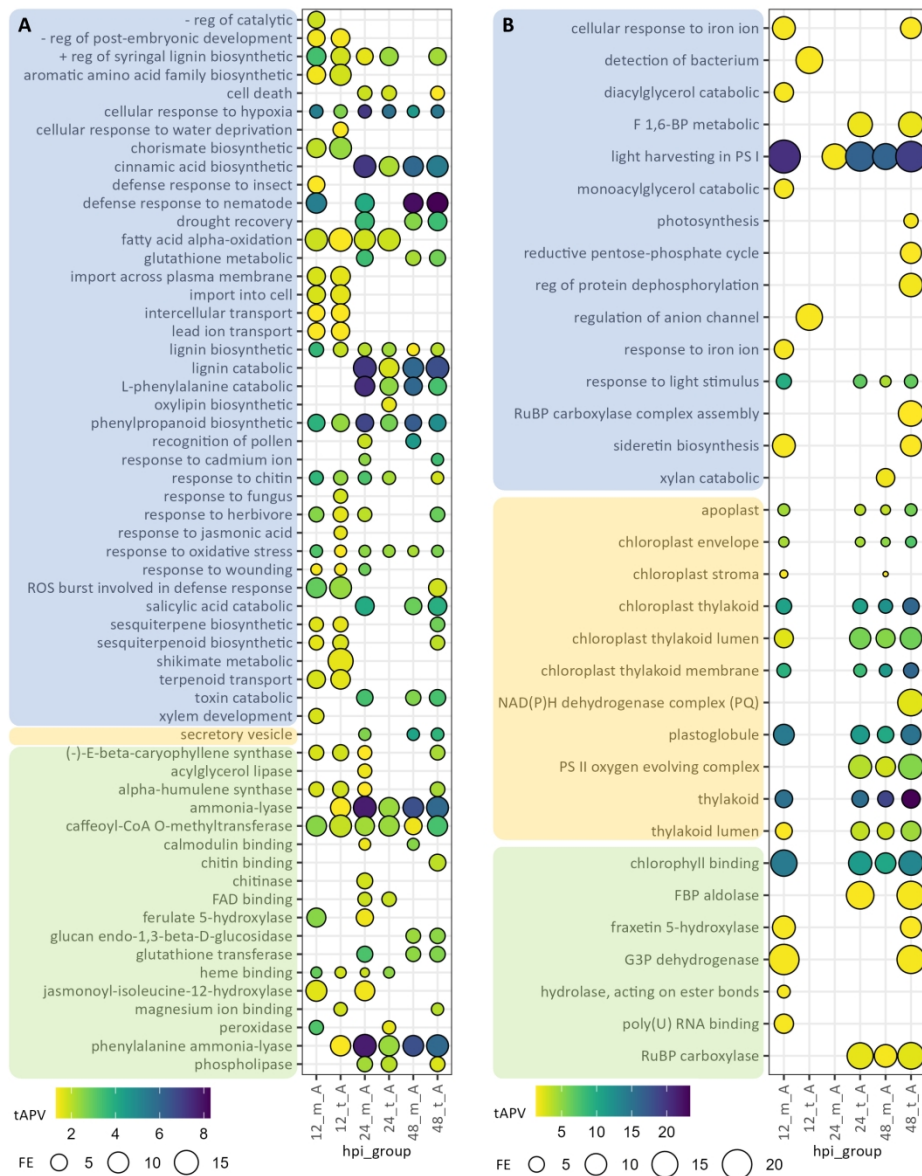 A
- reg of catalytic
- reg of post-embryonic development
+ reg of syringal lignin biosynthetic
aromatic amino acid family biosynthetic
cell death
cellular response to hypoxia
cellular response to water deprivation
chorismate biosynthetic
cinnamic acid biosynthetic
defense response to insect
defense response to nematode
drought recovery
fatty acid alpha-oxidation
glutathione metabolic
import across plasma membrane
import into cell
intercellular transport
lead ion transport
lignin biosynthetic
lignin catabolic
L-phenylalanine catabolic
oxylipin biosynthetic
phenylpropanoid biosynthetic
recognition of pollen
response to cadmium ion
response to chitin
response to fungus
response to herbivore
response to jasmonic acid
response to oxidative stress
response to wounding
ROS burst involved in defense response
salicylic acid catabolic
sesquiterpene biosynthetic
sesquiterpenoid biosynthetic
shikimate metabolic
terpenoid transport
toxin catabolic
xylem development
secretory vesicle
(-)-E-beta-caryophyllene synthase
acylglycerol lipase
alpha-humulene synthase
ammonia-lyase
caffeoyl-CoA O-methyltransferase
calmodulin binding
chitin binding
chitinase
FAD binding
ferulate 5-hydroxylase
glucan endo-1,3-beta-D-glucosidase
glutathione transferase
heme binding
jasmonoyl-isoleucine-12-hydroxylase
magnesium ion binding
peroxidase
phenylalanine ammonia-lyase
phospholipase
12_m_A 12_t_A 24_m_A 24_t_A 48_m_A 48_t_A
hpi_group
tAPV
2 4 6 8
FE 5 10 15
B
cellular response to iron ion
detection of bacterium
diacylglycerol catabolic
F 1,6-BP metabolic
light harvesting in PS I
monoacylglycerol catabolic
photosynthesis
reductive pentose-phosphate cycle
reg of protein dephosphorylation
regulation of anion channel
response to iron ion
response to light stimulus
RuBP carboxylase complex assembly
sideretin biosynthesis
xylan catabolic
apoplast
chloroplast envelope
chloroplast stroma
chloroplast thylakoid
chloroplast thylakoid lumen
chloroplast thylakoid membrane
NAD(P)H dehydrogenase complex (PQ)
plastoglobule
PS II oxygen evolving complex
thylakoid
thylakoid lumen
chlorophyll binding
FBP aldolase
fraxetin 5-hydroxylase
G3P dehydrogenase
hydrolase, acting on ester bonds
poly(U) RNA binding
RuBP carboxylase
12_m_A 12_t_A 24_m_A 24_t_A 48_m_A 48_t_A
hpi_group
tAPV
5 10 15 20
FE 5 10 15 20